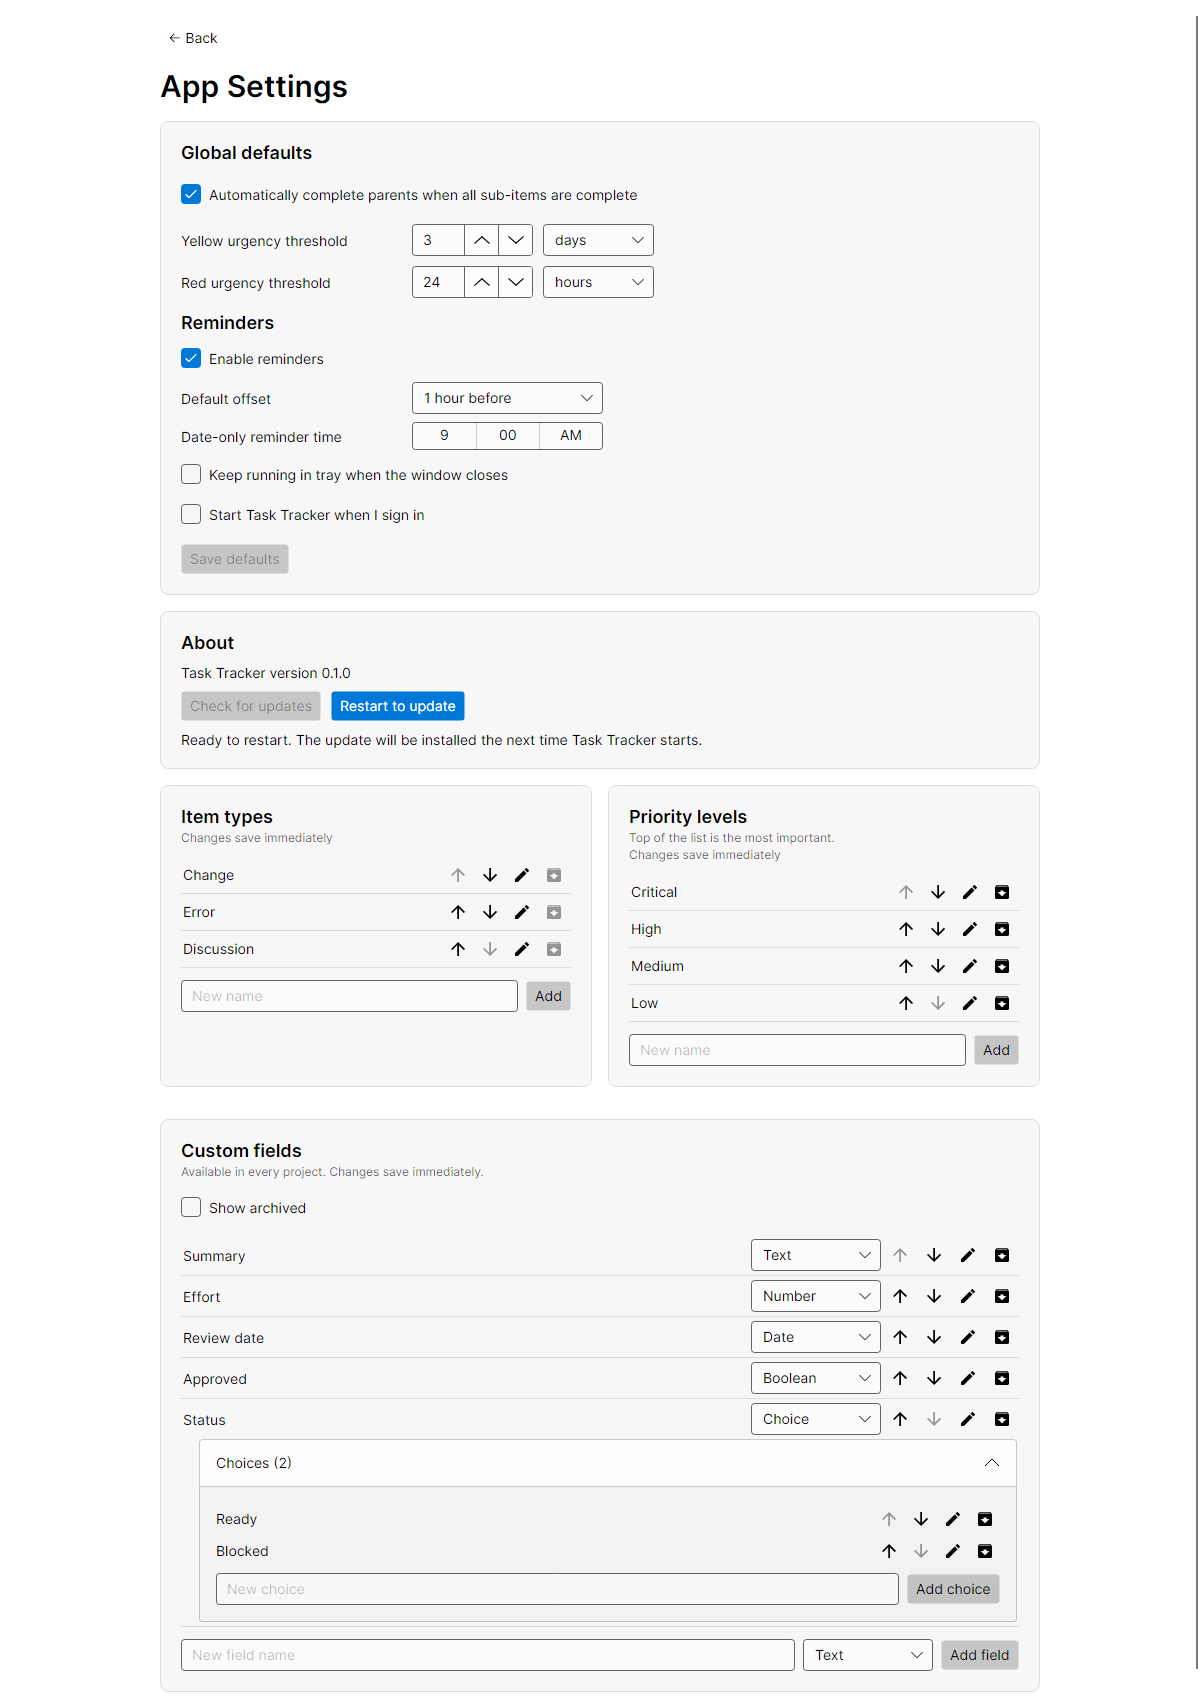 Back
App Settings
Global defaults
Automatically complete parents when all sub-items are complete
Yellow urgency threshold 3 days
Red urgency threshold 24 hours
Reminders
Enable reminders
Default offset 1 hour before
Date-only reminder time 9 00 AM
Keep running in tray when the window closes
Start Task Tracker when I sign in
Save defaults
About
Task Tracker version 0.1.0
Check for updates Restart to update
Ready to restart. The update will be installed the next time Task Tracker starts.
Item types
Changes save immediately
Change
Error
Discussion
New name Add
Priority levels
Top of the list is the most important.
Changes save immediately
Critical
High
Medium
Low
New name Add
Custom fields
Available in every project. Changes save immediately.
Show archived
Summary Text
Effort Number
Review date Date
Approved Boolean
Status Choice
Choices (2)
Ready
Blocked
New choice Add choice
New field name Text Add field